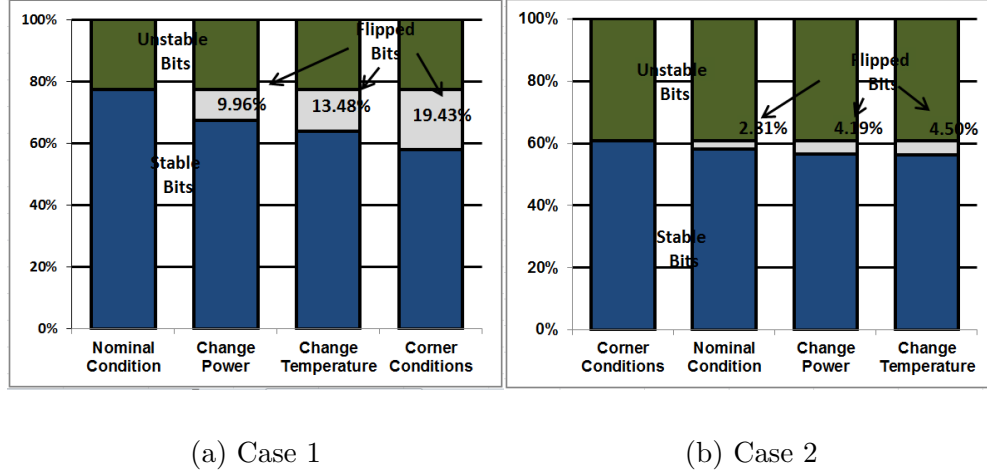 100%
80%
60%
40%
20%
0%
Unstable
Bits
Flipped
Bits
9.96%
13.48%
19.43%
Stable
Bits
Nominal
Condition
Change
Power
Change
Temperature
Corner
Conditions
(a) Case 1
100%
80%
60%
40%
20%
0%
Unstable
Bits
Flipped
Bits
2.81%
4.19%
4.50%
Stable
Bits
Corner
Conditions
Nominal
Condition
Change
Power
Change
Temperature
(b) Case 2